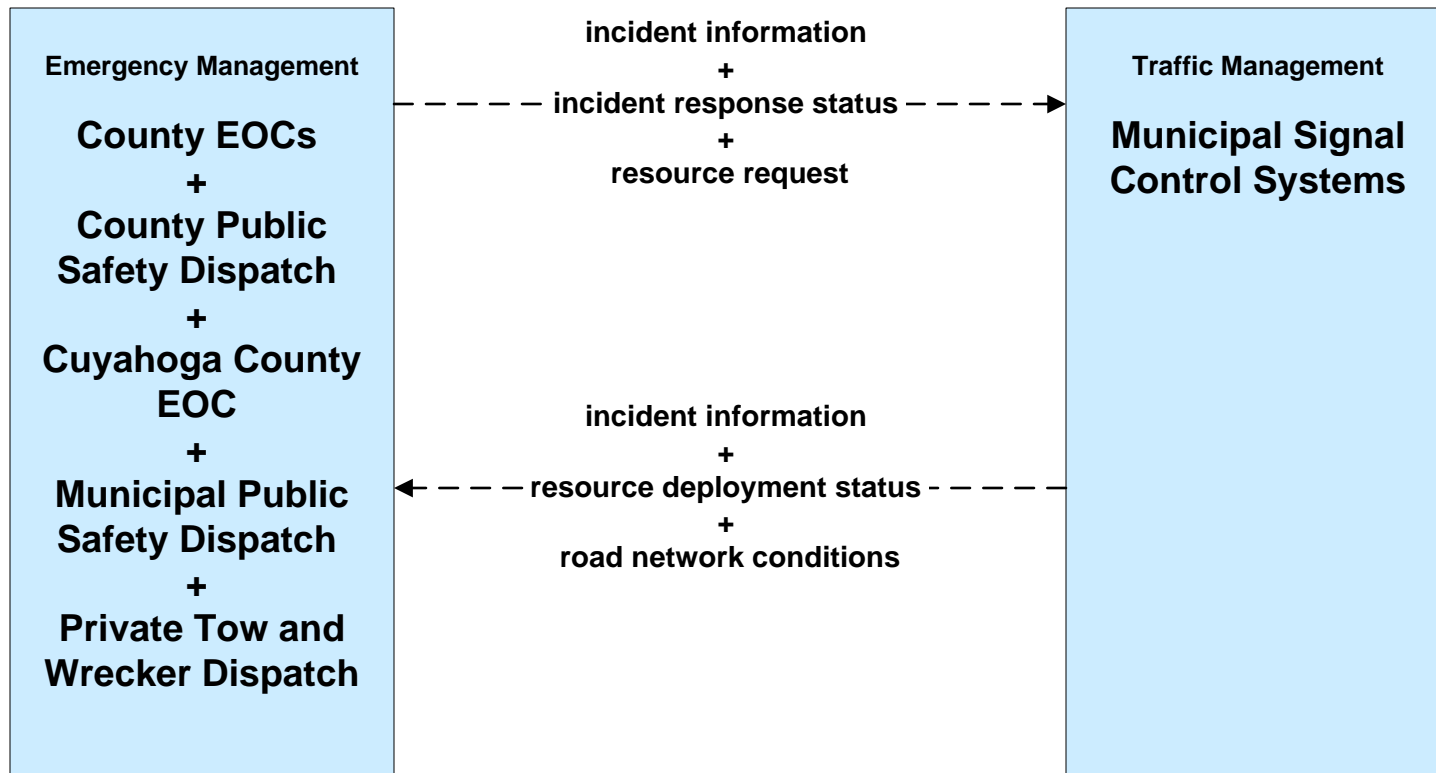 Emergency Management
County EOCs
+
County Public
Safety Dispatch
+
Cuyahoga County
EOC
+
Municipal Public
Safety Dispatch
+
Private Tow and
Wrecker Dispatch
incident information
+
incident response status
+
resource request
incident information
+
resource deployment status
+
road network conditions
Traffic Management
Municipal Signal
Control Systems